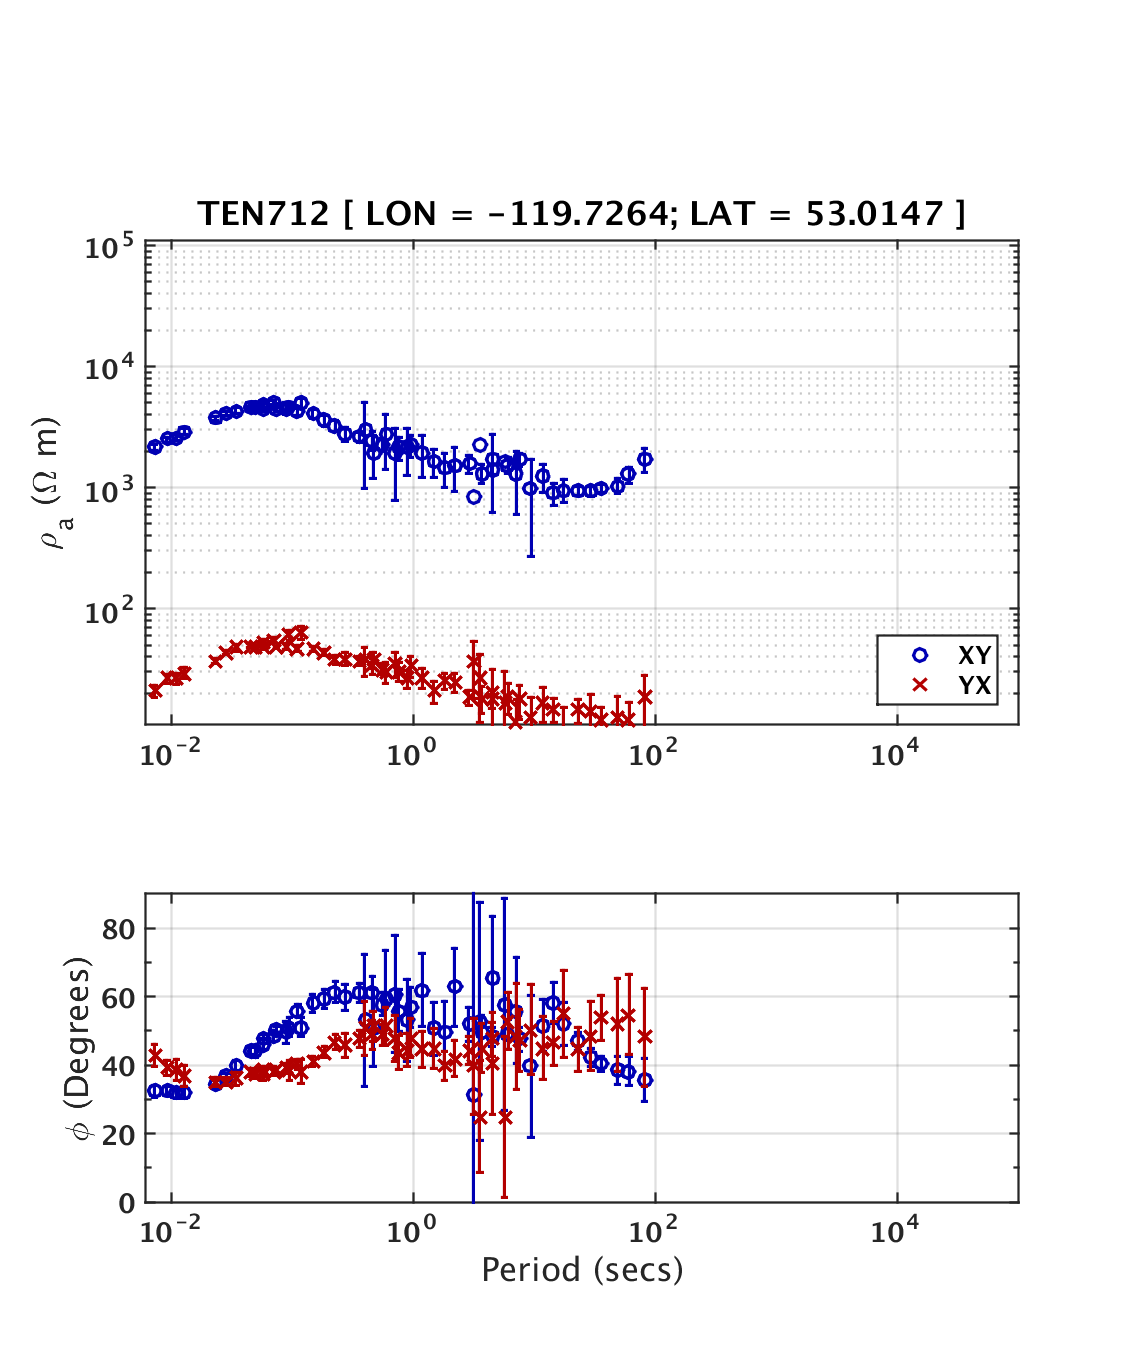 TEN712 [ LON = -119.7264; LAT = 53.0147 ]
10^5
10^4
10^3
10^2
ρ_a (Ω m)
XY
YX
10^-2 10^0 10^2 10^4
80
60
40
20
0
ϕ (Degrees)
10^-2 10^0 10^2 10^4
Period (secs)